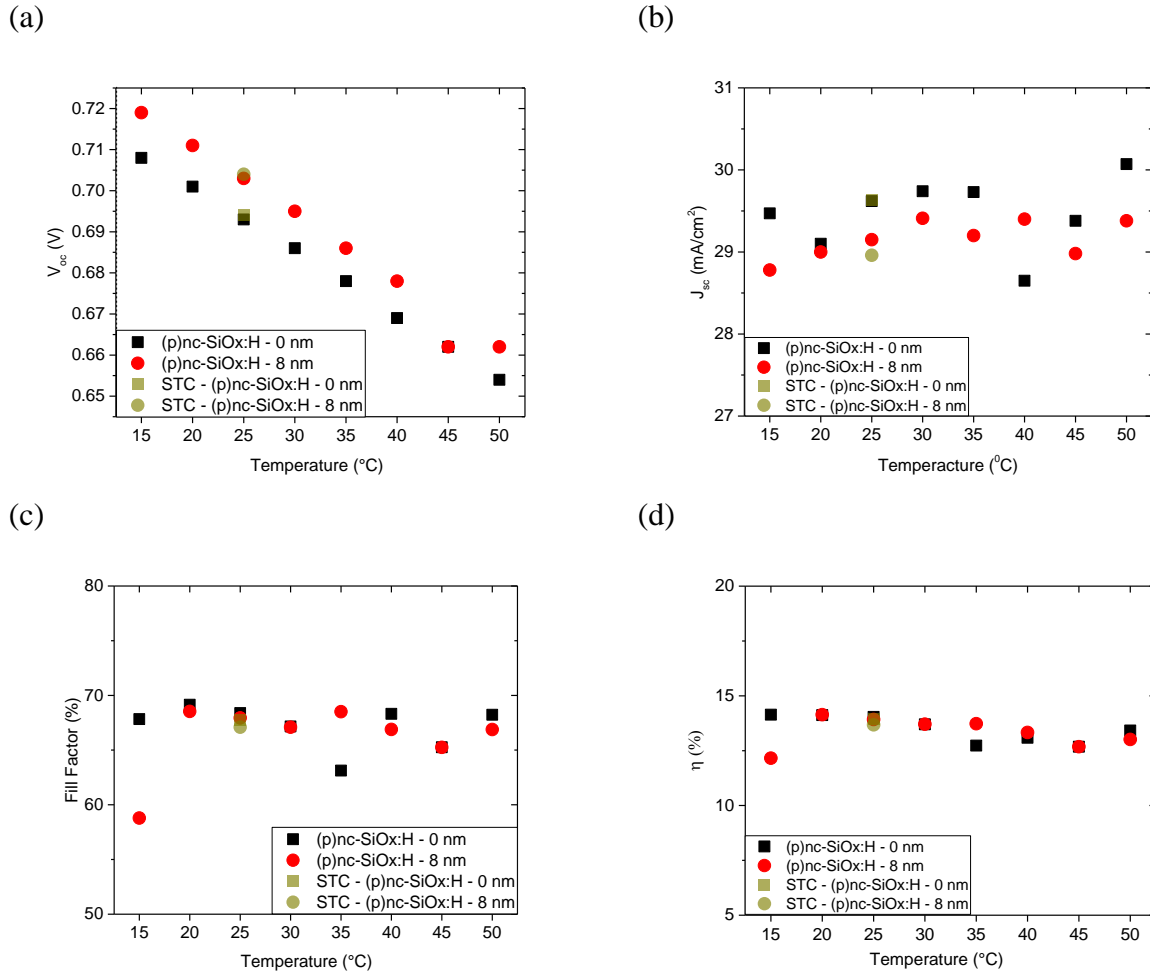 (a)
0.72
0.71
0.70
0.69
0.68
0.67
0.66
0.65
V_oc (V)
(p)nc-SiOx:H - 0 nm
(p)nc-SiOx:H - 8 nm
STC - (p)nc-SiOx:H - 0 nm
STC - (p)nc-SiOx:H - 8 nm
15 20 25 30 35 40 45 50
Temperature (°C)
(b)
31
30
29
28
27
J_sc (mA/cm²)
(p)nc-SiOx:H - 0 nm
(p)nc-SiOx:H - 8 nm
STC - (p)nc-SiOx:H - 0 nm
STC - (p)nc-SiOx:H - 8 nm
15 20 25 30 35 40 45 50
Temperacture (⁰C)
(c)
80
70
60
50
Fill Factor (%)
(p)nc-SiOx:H - 0 nm
(p)nc-SiOx:H - 8 nm
STC - (p)nc-SiOx:H - 0 nm
STC - (p)nc-SiOx:H - 8 nm
15 20 25 30 35 40 45 50
Temperature (°C)
(d)
20
15
10
5
η (%)
(p)nc-SiOx:H - 0 nm
(p)nc-SiOx:H - 8 nm
STC - (p)nc-SiOx:H - 0 nm
STC - (p)nc-SiOx:H - 8 nm
15 20 25 30 35 40 45 50
Temperature (°C)